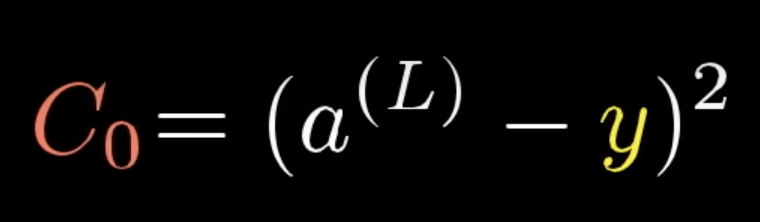 C₀ = (a⁽ᴸ⁾ − y)²